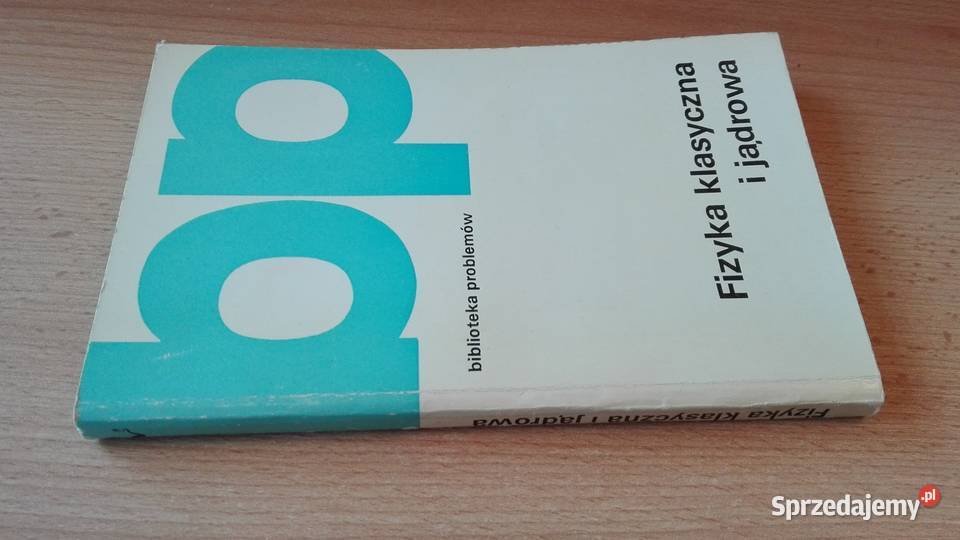 bp
biblioteka problemów
Fizyka klasyczna
i jądrowa
Fizyka klasyczna i jądrowa
Sprzedajemy.pl